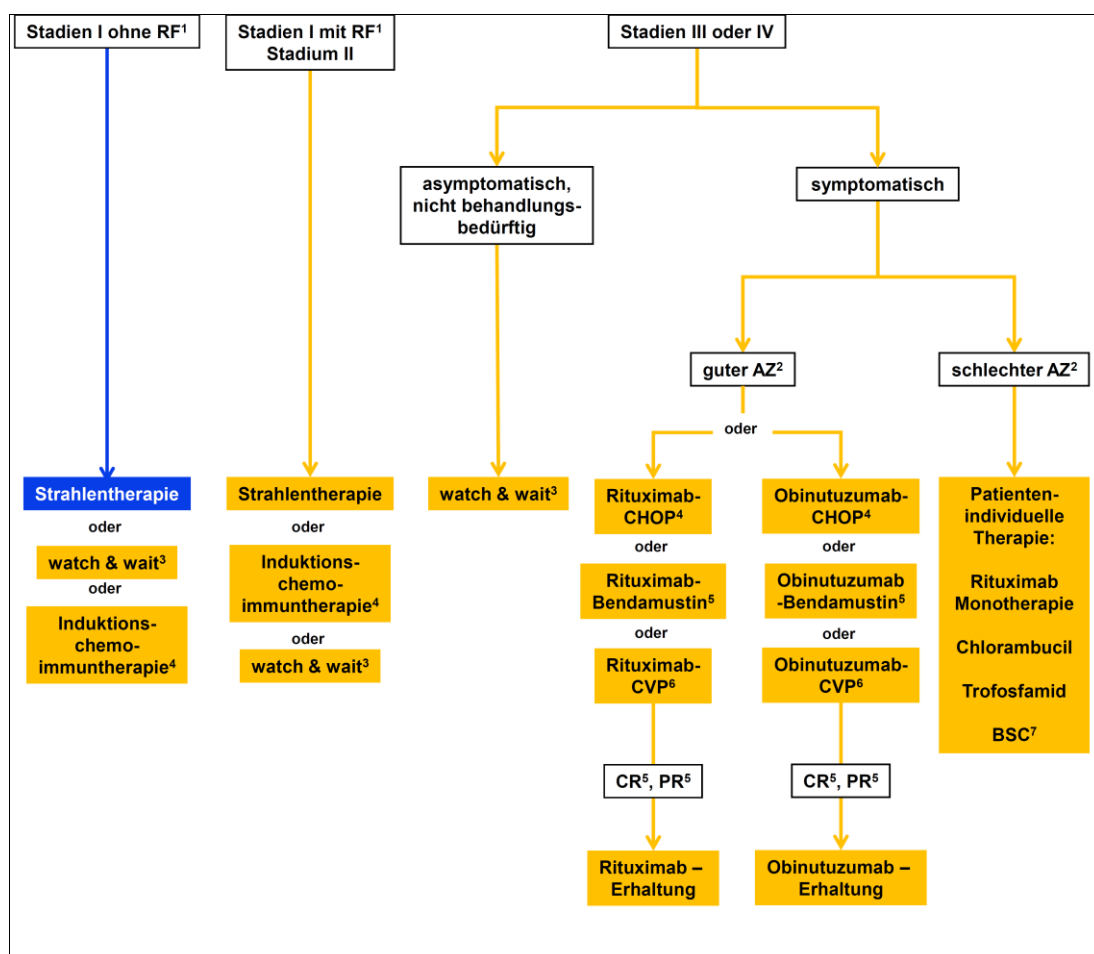 Stadien I ohne RF¹
Stadien I mit RF¹
Stadium II
Stadien III oder IV
asymptomatisch,
nicht behandlungs-
bedürftig
symptomatisch
guter AZ²
schlechter AZ²
oder
Strahlentherapie
oder
watch & wait³
oder
Induktions-
chemo-
immuntherapie⁴
Strahlentherapie
oder
Induktions-
chemo-
immuntherapie⁴
oder
watch & wait³
watch & wait³
Rituximab-
CHOP⁴
oder
Rituximab-
Bendamustin⁵
oder
Rituximab-
CVP⁶
CR⁵, PR⁵
Rituximab –
Erhaltung
Obinutuzumab-
CHOP⁴
oder
Obinutuzumab
-Bendamustin⁵
oder
Obinutuzumab-
CVP⁶
CR⁵, PR⁵
Obinutuzumab –
Erhaltung
Patienten-
individuelle
Therapie:
Rituximab
Monotherapie
Chlorambucil
Trofosfamid
BSC⁷